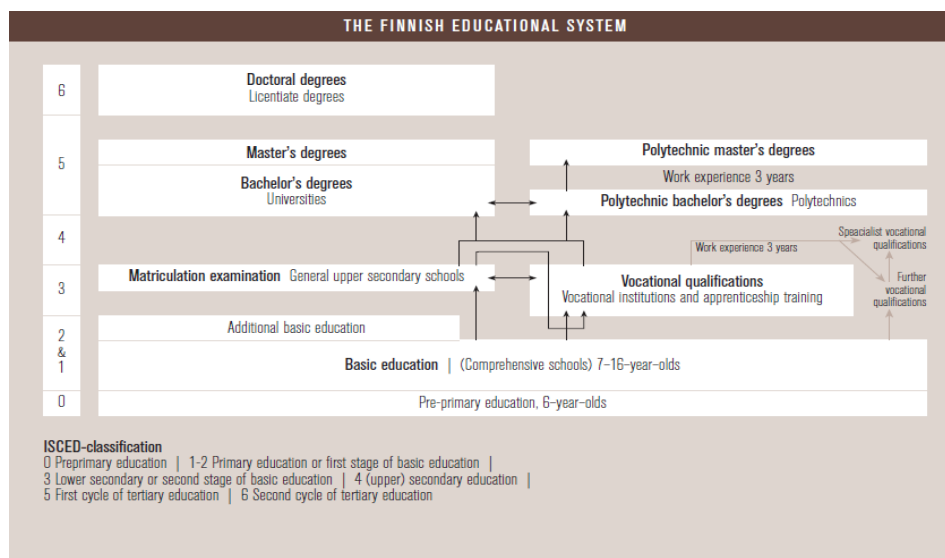 THE FINNISH EDUCATIONAL SYSTEM
6
Doctoral degrees
Licentiate degrees
5
Master's degrees
Bachelor's degrees
Universities
Polytechnic master's degrees
Work experience 3 years
Polytechnic bachelor's degrees Polytechnics
4
Work experience 3 years
Speacialist vocational
qualifications
3
Matriculation examination General upper secondary schools
Vocational qualifications
Vocational institutions and apprenticeship training
Further
vocational
qualifications
2
&
1
Additional basic education
Basic education | (Comprehensive schools) 7–16–year–olds
0
Pre-primary education, 6–year–olds
ISCED-classification
0 Preprimary education | 1-2 Primary education or first stage of basic education |
3 Lower secondary or second stage of basic education | 4 (upper) secondary education |
5 First cycle of tertiary education | 6 Second cycle of tertiary education